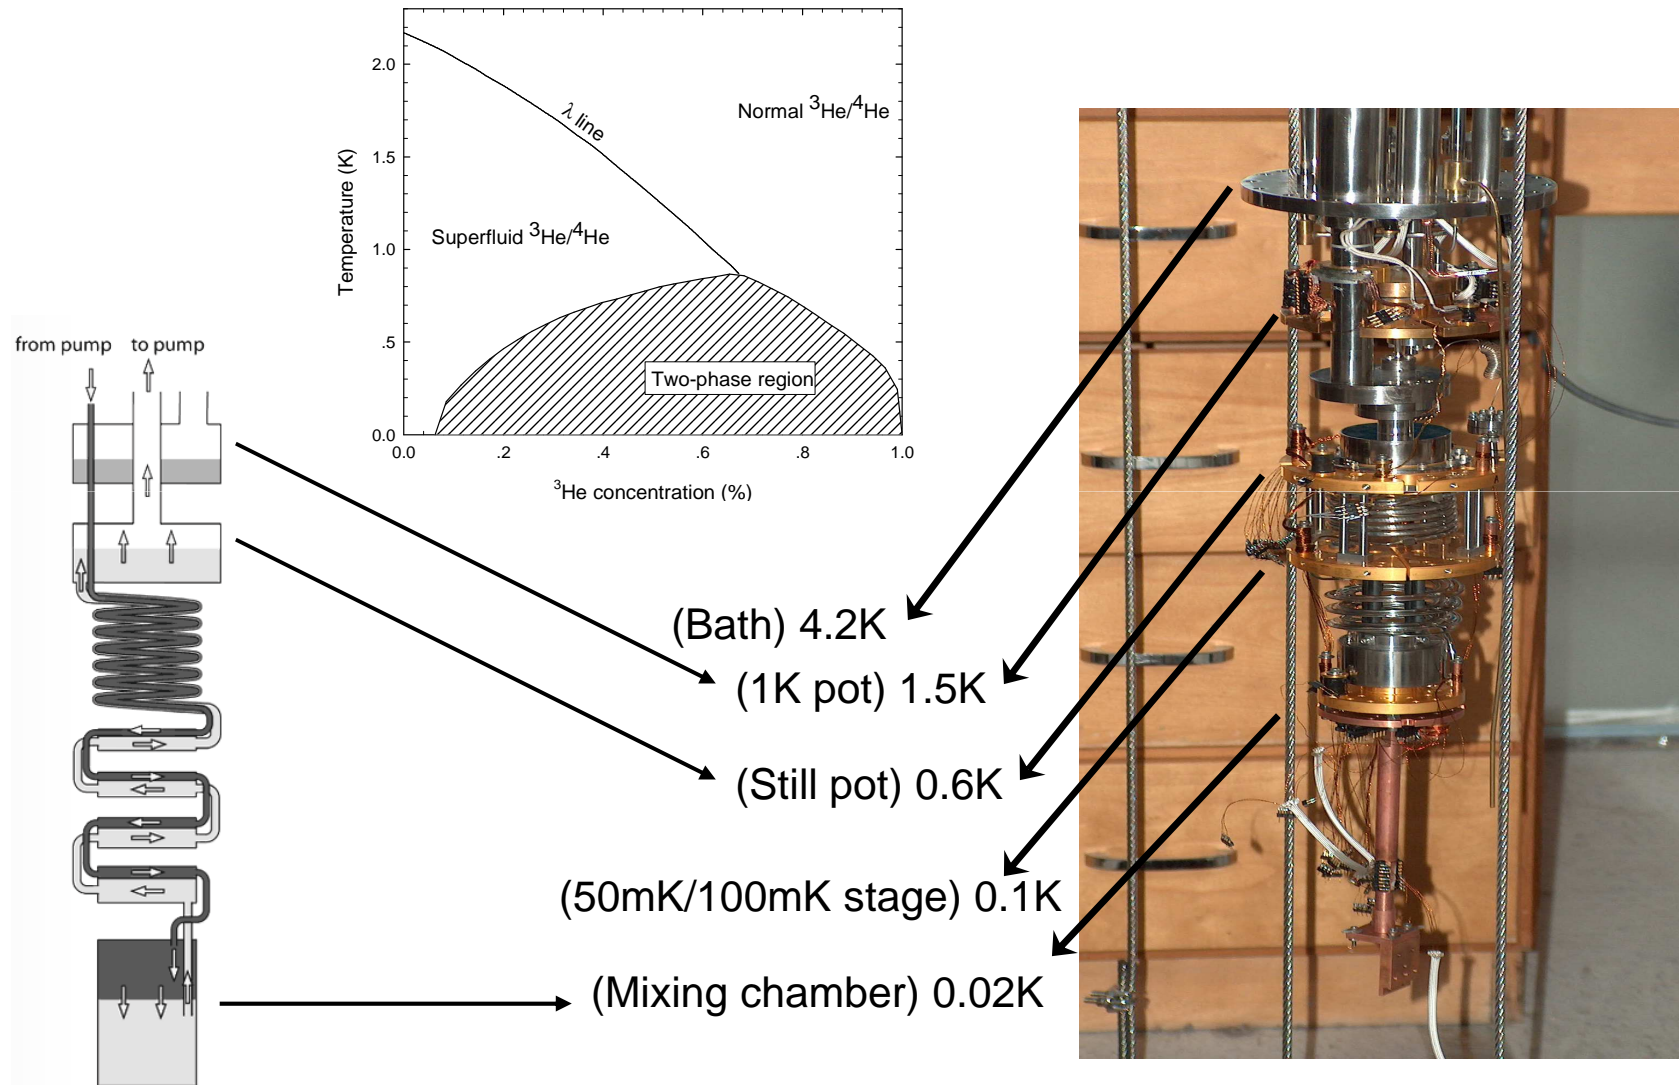 2.0
1.5
1.0
.5
0.0
Temperature (K)
λ line
Normal ³He/⁴He
Superfluid ³He/⁴He
Two-phase region
0.0 .2 .4 .6 .8 1.0
³He concentration (%)
from pump to pump
(Bath) 4.2K
(1K pot) 1.5K
(Still pot) 0.6K
(50mK/100mK stage) 0.1K
(Mixing chamber) 0.02K